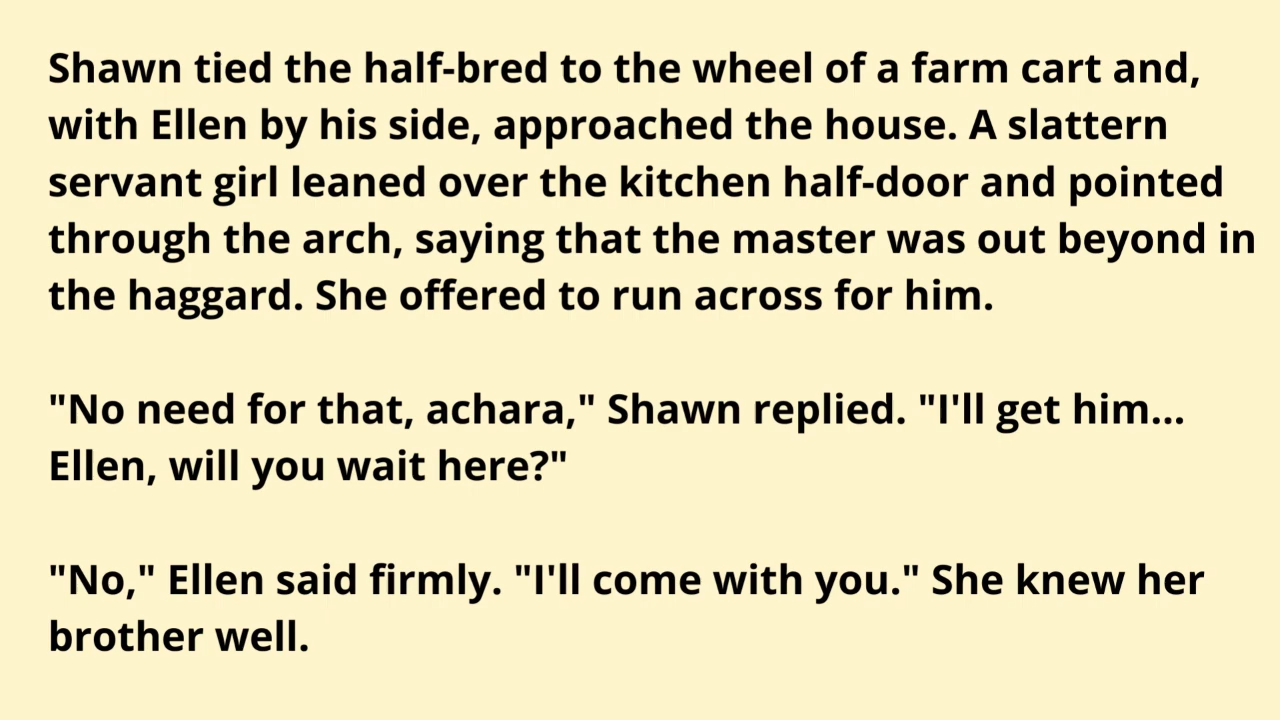 Shawn tied the half-bred to the wheel of a farm cart and,
with Ellen by his side, approached the house. A slattern
servant girl leaned over the kitchen half-door and pointed
through the arch, saying that the master was out beyond in
the haggard. She offered to run across for him.
"No need for that, achara," Shawn replied. "I'll get him...
Ellen, will you wait here?"
"No," Ellen said firmly. "I'll come with you." She knew her
brother well.